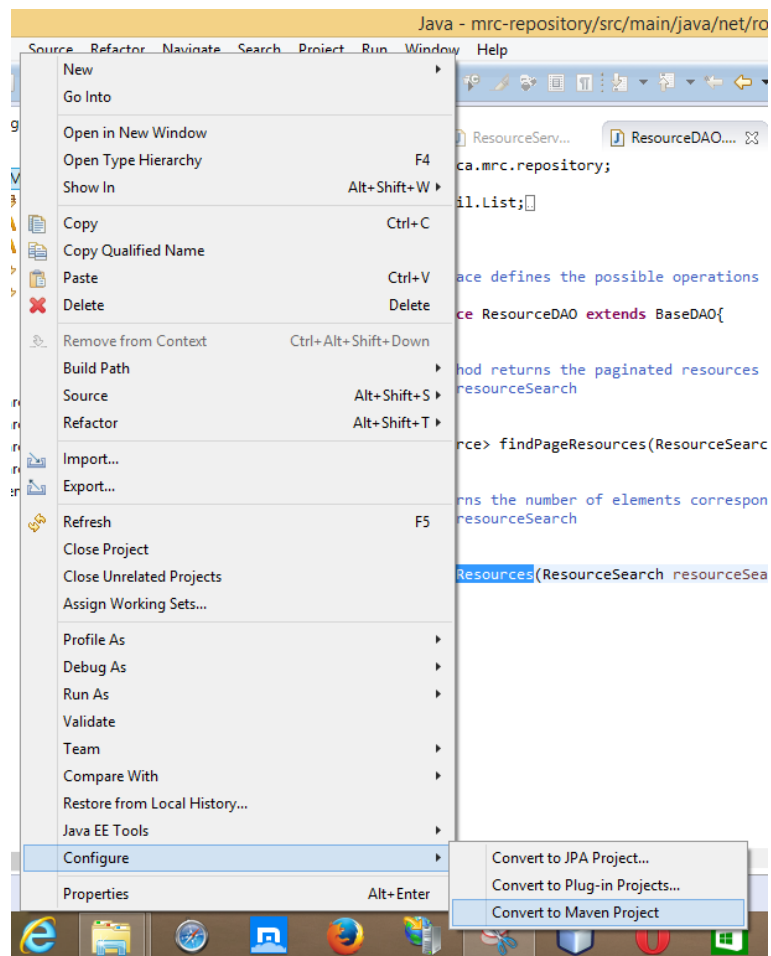 Java - mrc-repository/src/main/java/net/ro
Source Refactor Navigate Search Project Run Window Help
New
Go Into
Open in New Window
Open Type Hierarchy F4
Show In Alt+Shift+W
Copy Ctrl+C
Copy Qualified Name
Paste Ctrl+V
Delete Delete
Remove from Context Ctrl+Alt+Shift+Down
Build Path
Source Alt+Shift+S
Refactor Alt+Shift+T
Import...
Export...
Refresh F5
Close Project
Close Unrelated Projects
Assign Working Sets...
Profile As
Debug As
Run As
Validate
Team
Compare With
Restore from Local History...
Java EE Tools
Configure
Properties Alt+Enter
Convert to JPA Project...
Convert to Plug-in Projects...
Convert to Maven Project
ResourceServ... ResourceDAO....
ca.mrc.repository;
il.List;
ace defines the possible operations
ce ResourceDAO extends BaseDAO{
hod returns the paginated resources
resourceSearch
rce> findPageResources(ResourceSearc
rns the number of elements correspon
resourceSearch
Resources(ResourceSearch resourceSea